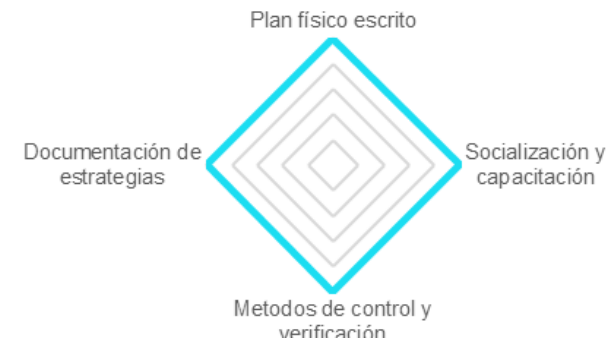 Plan físico escrito
Documentación de
estrategias
Socialización y
capacitación
Metodos de control y
verificación